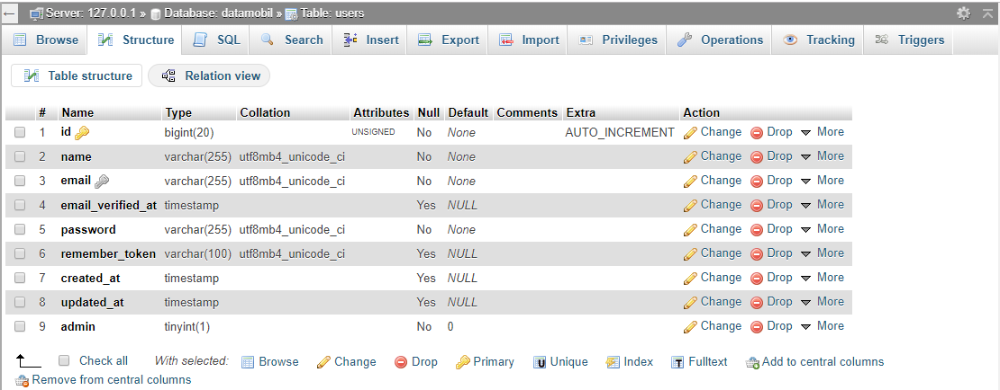 Server: 127.0.0.1 » Database: datamobil » Table: users
Browse Structure SQL Search Insert Export Import Privileges Operations Tracking Triggers
Table structure Relation view
# Name Type Collation Attributes Null Default Comments Extra Action
1 id bigint(20) UNSIGNED No None AUTO_INCREMENT Change Drop More
2 name varchar(255) utf8mb4_unicode_ci No None Change Drop More
3 email varchar(255) utf8mb4_unicode_ci No None Change Drop More
4 email_verified_at timestamp Yes NULL Change Drop More
5 password varchar(255) utf8mb4_unicode_ci No None Change Drop More
6 remember_token varchar(100) utf8mb4_unicode_ci Yes NULL Change Drop More
7 created_at timestamp Yes NULL Change Drop More
8 updated_at timestamp Yes NULL Change Drop More
9 admin tinyint(1) No 0 Change Drop More
Check all With selected: Browse Change Drop Primary Unique Index Fulltext Add to central columns
Remove from central columns